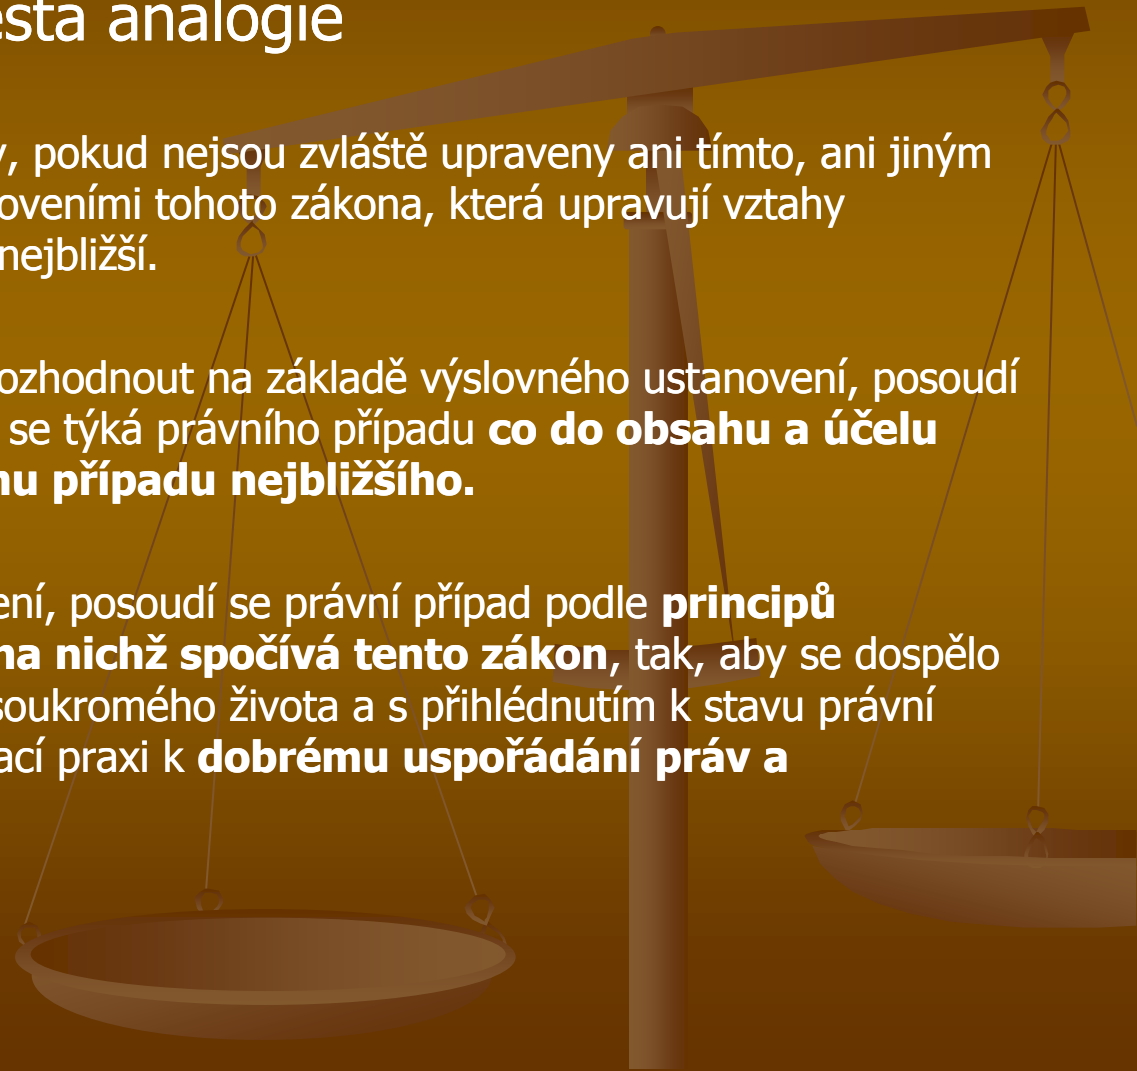 esta analogie
y, pokud nejsou zvláště upraveny ani tímto, ani jiným
oveními tohoto zákona, která upravují vztahy
nejbližší.
ozhodnout na základě výslovného ustanovení, posoudí
se týká právního případu co do obsahu a účelu
mu případu nejbližšího.
ení, posoudí se právní případ podle principů
na nichž spočívá tento zákon, tak, aby se dospělo
soukromého života a s přihlédnutím k stavu právní
ací praxi k dobrému uspořádání práv a